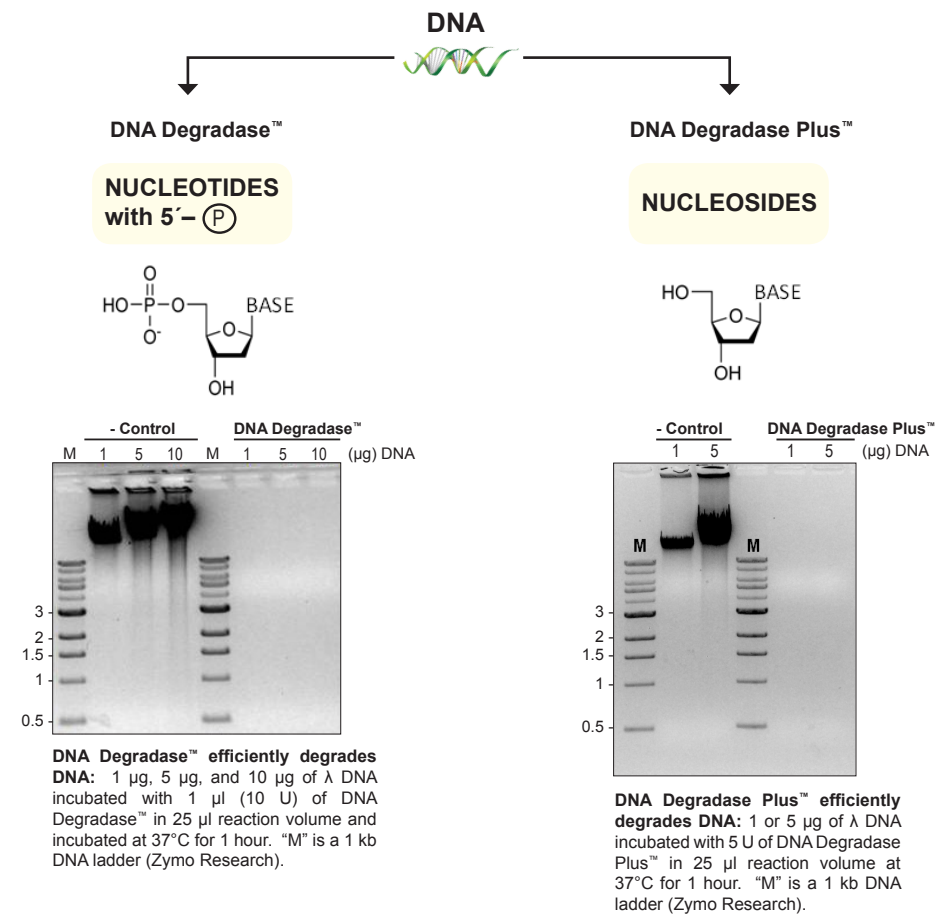 DNA
DNA Degradase™
NUCLEOTIDES
with 5´– P
O
HO–P–O
O-
O
BASE
OH
- Control
DNA Degradase™
M 1 5 10 M 1 5 10 (µg) DNA
3 -
2 -
1.5 -
1 -
0.5 -
DNA Degradase™ efficiently degrades
DNA: 1 µg, 5 µg, and 10 µg of λ DNA
incubated with 1 µl (10 U) of DNA
Degradase™ in 25 µl reaction volume and
incubated at 37°C for 1 hour. “M” is a 1 kb
DNA ladder (Zymo Research).
DNA Degradase Plus™
NUCLEOSIDES
HO
O
BASE
OH
- Control
DNA Degradase Plus™
1 5 1 5 (µg) DNA
M M
3 -
2 -
1.5 -
1 -
0.5 -
DNA Degradase Plus™ efficiently
degrades DNA: 1 or 5 µg of λ DNA
incubated with 5 U of DNA Degradase
Plus™ in 25 µl reaction volume at
37°C for 1 hour. “M” is a 1 kb DNA
ladder (Zymo Research).